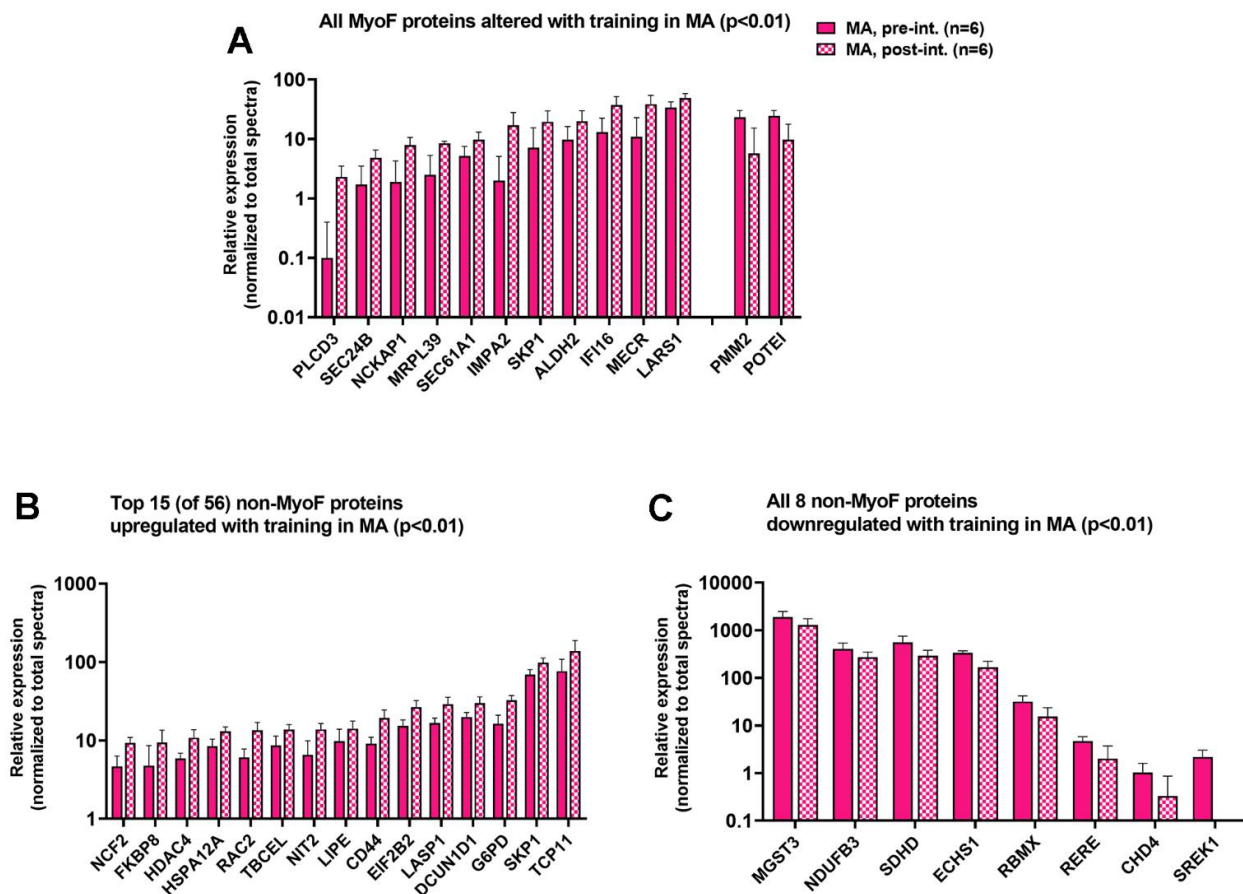 A
All MyoF proteins altered with training in MA (p<0.01)
MA, pre-int. (n=6)
MA, post-int. (n=6)
Relative expression
(normalized to total spectra)
100
10
1
0.1
0.01
PLCD3
SEC24B
NCKAP1
MRPL39
SEC61A1
IMPA2
SKP1
ALDH2
IFI16
MECR
LARS1
PMM2
POTEI
B
Top 15 (of 56) non-MyoF proteins
upregulated with training in MA (p<0.01)
Relative expression
(normalized to total spectra)
1000
100
10
1
NCF2
FKBP8
HDAC4
HSPA12A
RAC2
TBCEL
NIT2
LIPE
CD44
EIF2B2
LASP1
DCUN1D1
G6PD
SKP1
TCP11
C
All 8 non-MyoF proteins
downregulated with training in MA (p<0.01)
Relative expression
(normalized to total spectra)
10000
1000
100
10
1
0.1
MGST3
NDUFB3
SDHD
ECHS1
RBMX
RERE
CHD4
SREK1